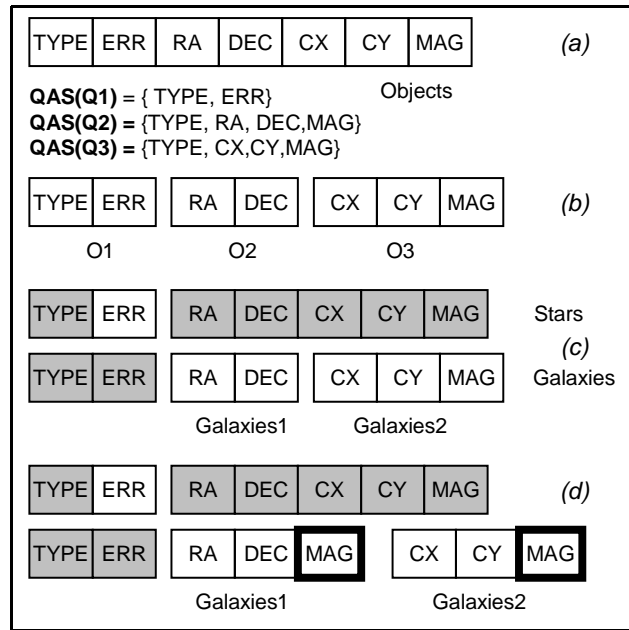 TYPE ERR RA DEC CX CY MAG (a)
Objects
QAS(Q1) = { TYPE, ERR}
QAS(Q2) = {TYPE, RA, DEC,MAG}
QAS(Q3) = {TYPE, CX,CY,MAG}
TYPE ERR RA DEC CX CY MAG (b)
O1 O2 O3
TYPE ERR RA DEC CX CY MAG Stars
(c)
TYPE ERR RA DEC CX CY MAG Galaxies
Galaxies1 Galaxies2
TYPE ERR RA DEC CX CY MAG (d)
TYPE ERR RA DEC MAG CX CY MAG
Galaxies1 Galaxies2